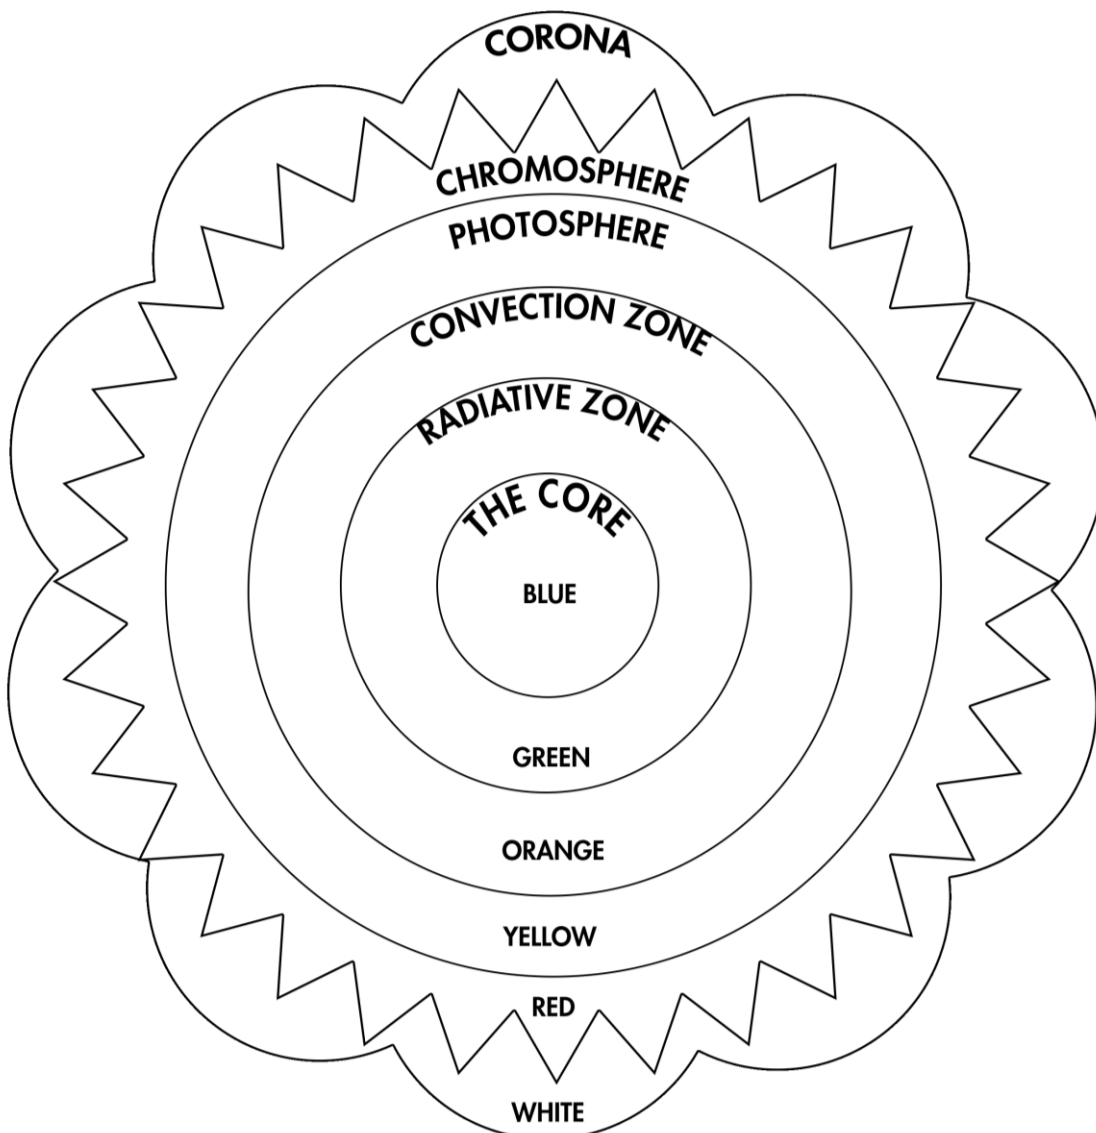 CORONA
CHROMOSPHERE
PHOTOSPHERE
CONVECTION ZONE
RADIATIVE ZONE
THE CORE
BLUE
GREEN
ORANGE
YELLOW
RED
WHITE